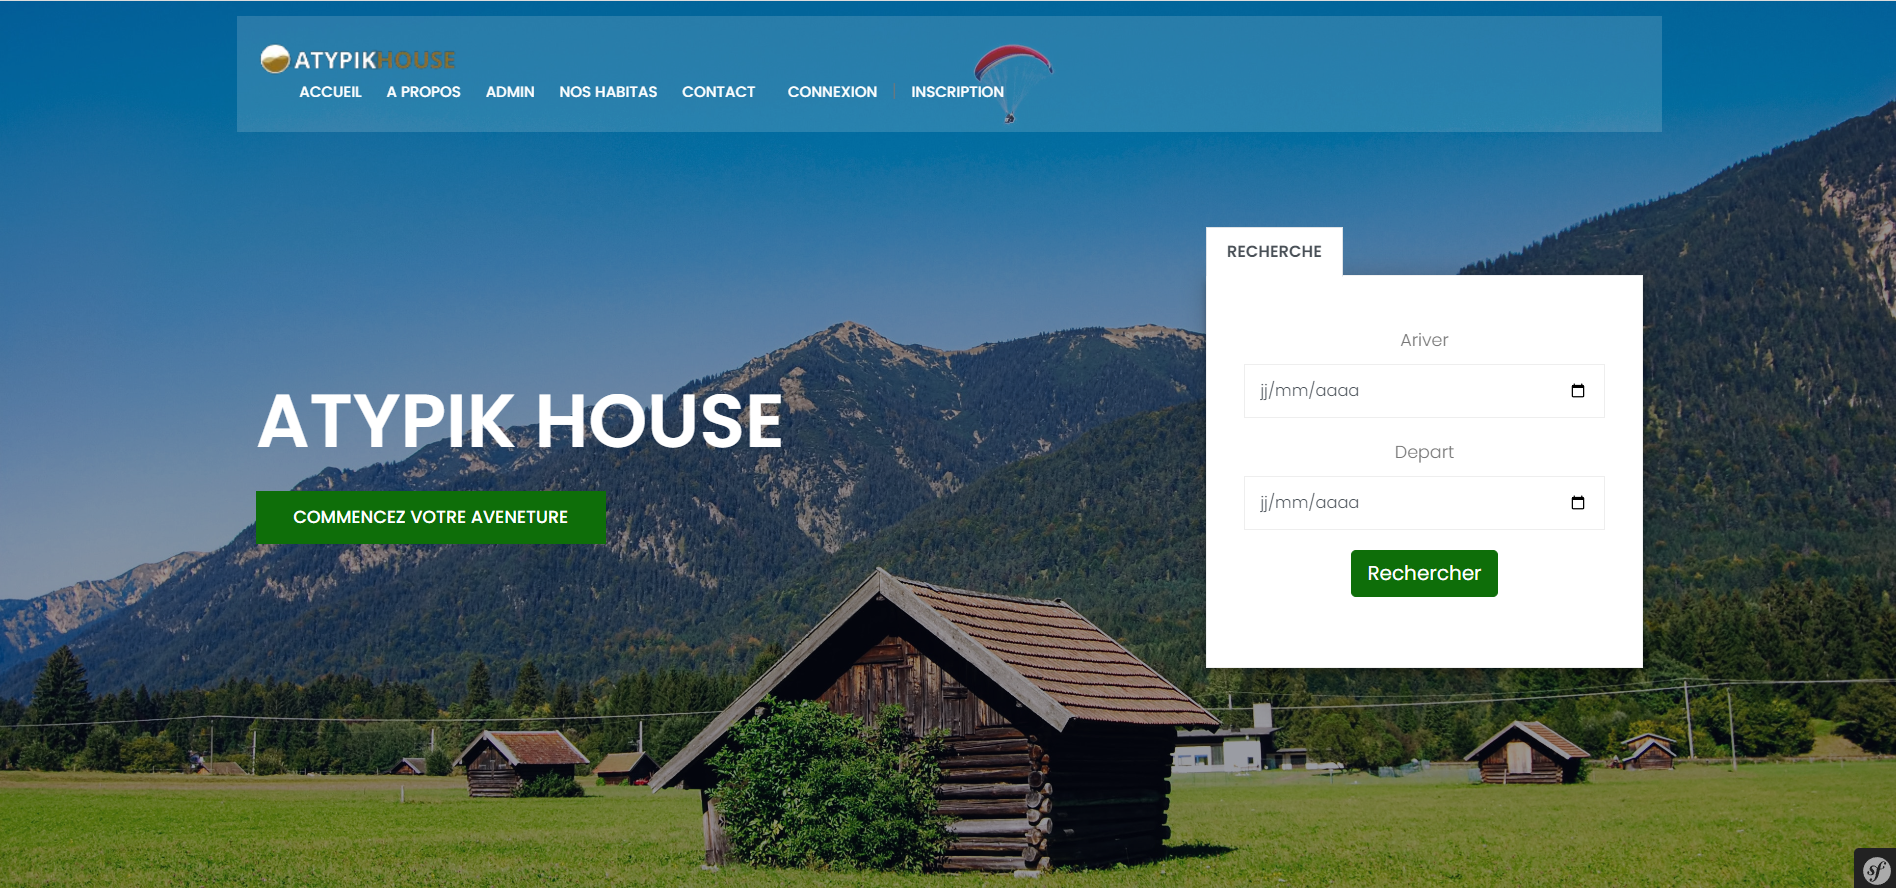 ATYPIKHOUSE
ACCUEIL A PROPOS ADMIN NOS HABITAS CONTACT CONNEXION | INSCRIPTION
RECHERCHE
Ariver
jj/mm/aaaa
Depart
jj/mm/aaaa
Rechercher
ATYPIK HOUSE
COMMENCEZ VOTRE AVENETURE
sf